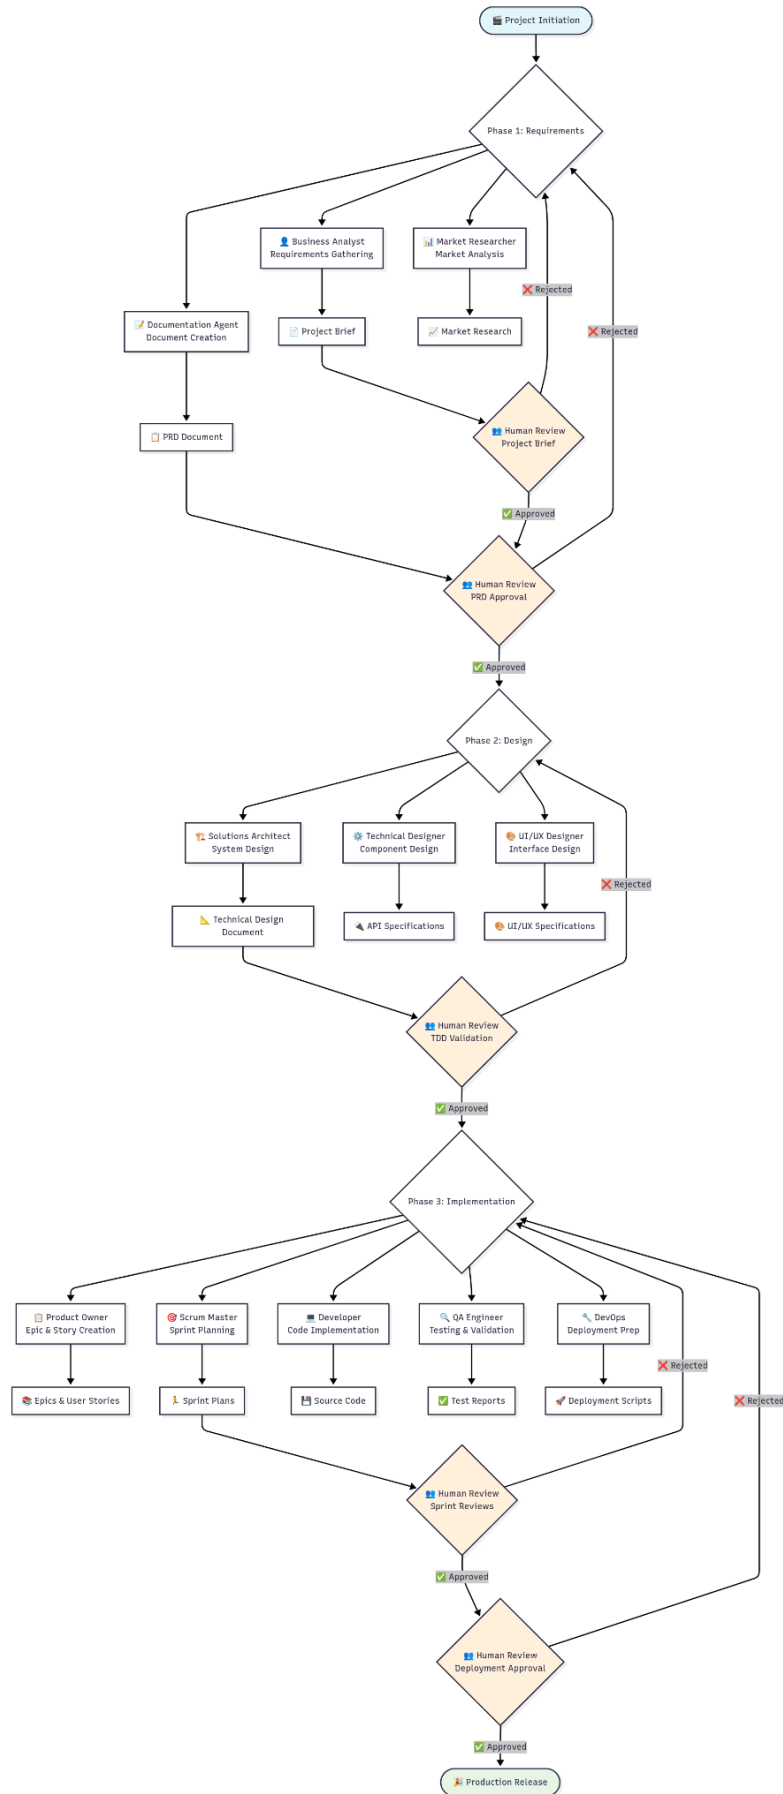 🎬 Project Initiation
Phase 1: Requirements
👤 Business Analyst
Requirements Gathering
📊 Market Researcher
Market Analysis
❌ Rejected
📝 Documentation Agent
Document Creation
📄 Project Brief
📈 Market Research
❌ Rejected
👥 Human Review
Project Brief
📋 PRD Document
✅ Approved
👥 Human Review
PRD Approval
✅ Approved
Phase 2: Design
🏗️ Solutions Architect
System Design
⚙️ Technical Designer
Component Design
🎨 UI/UX Designer
Interface Design
❌ Rejected
📐 Technical Design
Document
🔌 API Specifications
🎨 UI/UX Specifications
👥 Human Review
TDD Validation
✅ Approved
Phase 3: Implementation
📋 Product Owner
Epic & Story Creation
🎯 Scrum Master
Sprint Planning
💻 Developer
Code Implementation
🔍 QA Engineer
Testing & Validation
🔧 DevOps
Deployment Prep
❌ Rejected
📚 Epics & User Stories
🏃 Sprint Plans
💾 Source Code
✅ Test Reports
🚀 Deployment Scripts
❌ Rejected
👥 Human Review
Sprint Reviews
✅ Approved
👥 Human Review
Deployment Approval
✅ Approved
🎉 Production Release